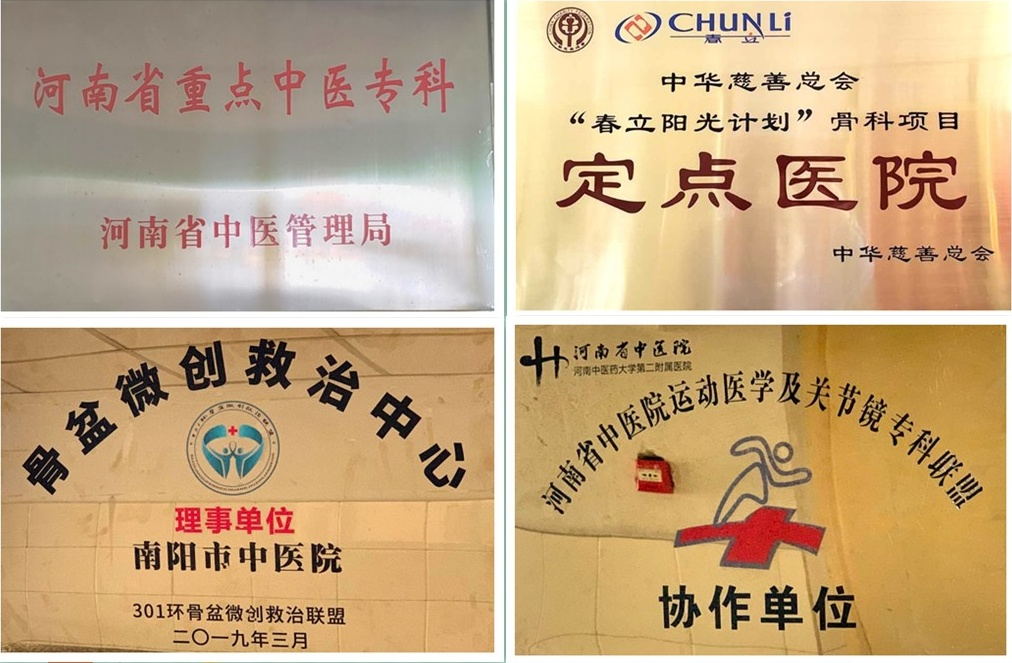 河南省重点中医专科
河南省中医管理局
CHUNLi
春立
中华慈善总会
“春立阳光计划”骨科项目
定点医院
中华慈善总会
骨盆微创救治中心
理事单位
南阳市中医院
301环骨盆微创救治联盟
二〇一九年三月
河南省中医院
河南中医药大学第二附属医院
河南省中医院运动医学及关节镜专科联盟
协作单位